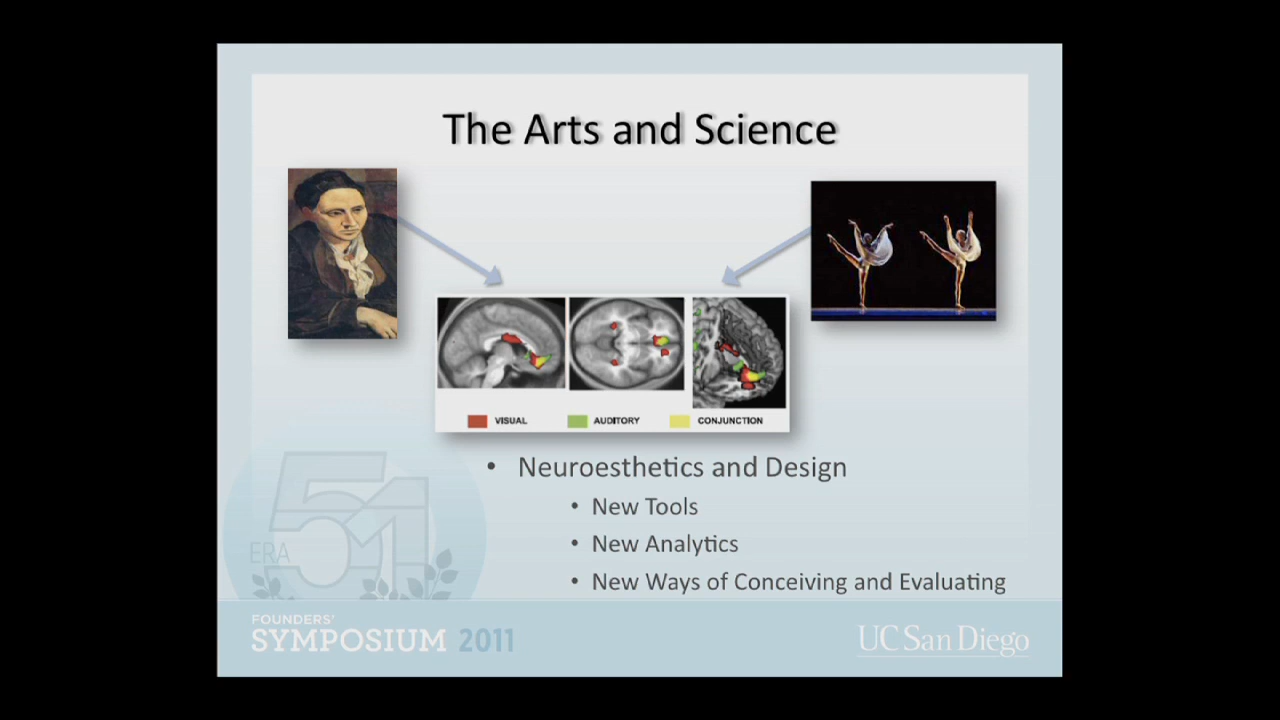 The Arts and Science
VISUAL AUDITORY CONJUNCTION
• Neuroesthetics and Design
• New Tools
• New Analytics
• New Ways of Conceiving and Evaluating
ERA 51
FOUNDERS'
SYMPOSIUM 2011
UC San Diego